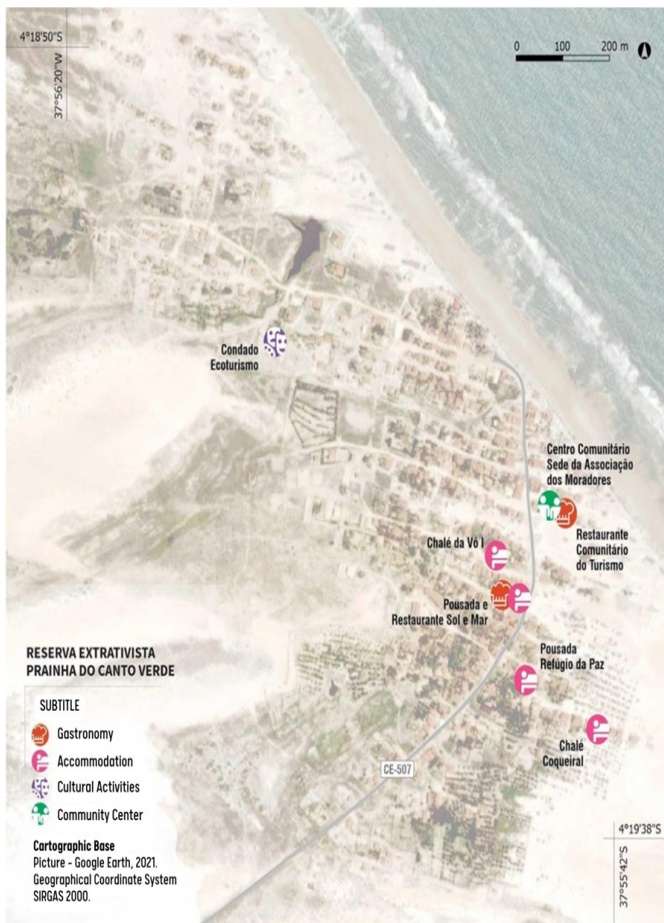 4°18'50"S
37°56'20"W
0 100 200 m
Condado
Ecoturismo
Centro Comunitário
Sede da Associação
dos Moradores
Restaurante
Comunitário
do Turismo
Chalé da Vó I
Pousada e
Restaurante Sol e Mar
Pousada
Refúgio da Paz
Chalé
Coqueiral
CE-507
RESERVA EXTRATIVISTA
PRAINHA DO CANTO VERDE
SUBTITLE
Gastronomy
Accommodation
Cultural Activities
Community Center
Cartographic Base
Picture - Google Earth, 2021.
Geographical Coordinate System
SIRGAS 2000.
4°19'38"S
37°55'42"S